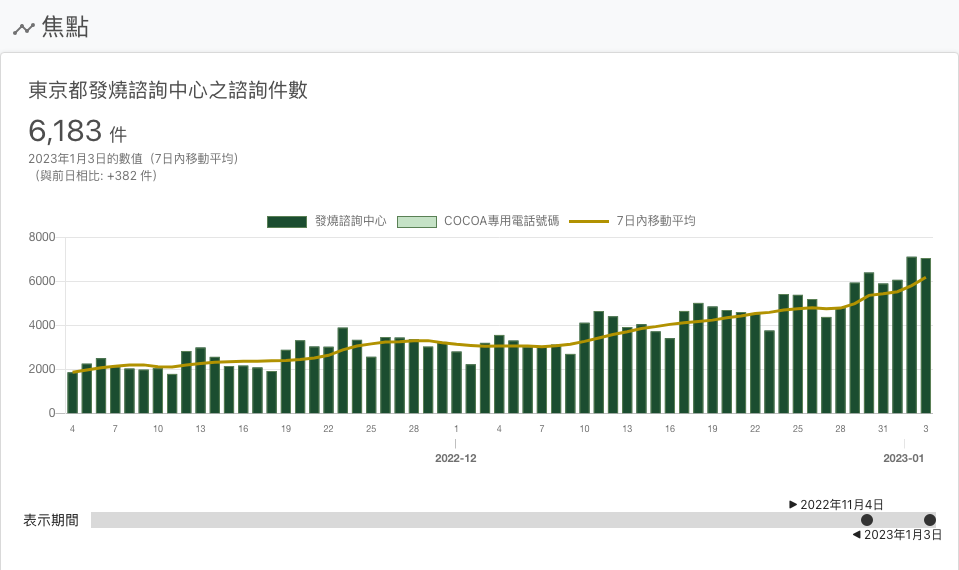 焦點
東京都發燒諮詢中心之諮詢件數
6,183 件
2023年1月3日的數值（7日內移動平均）
（與前日相比: +382 件）
發燒諮詢中心 COCOA專用電話號碼 7日內移動平均
8000
6000
4000
2000
0
4 7 10 13 16 19 22 25 28 1 4 7 10 13 16 19 22 25 28 31 3
2022-12 2023-01
▶ 2022年11月4日
表示期間
◀ 2023年1月3日